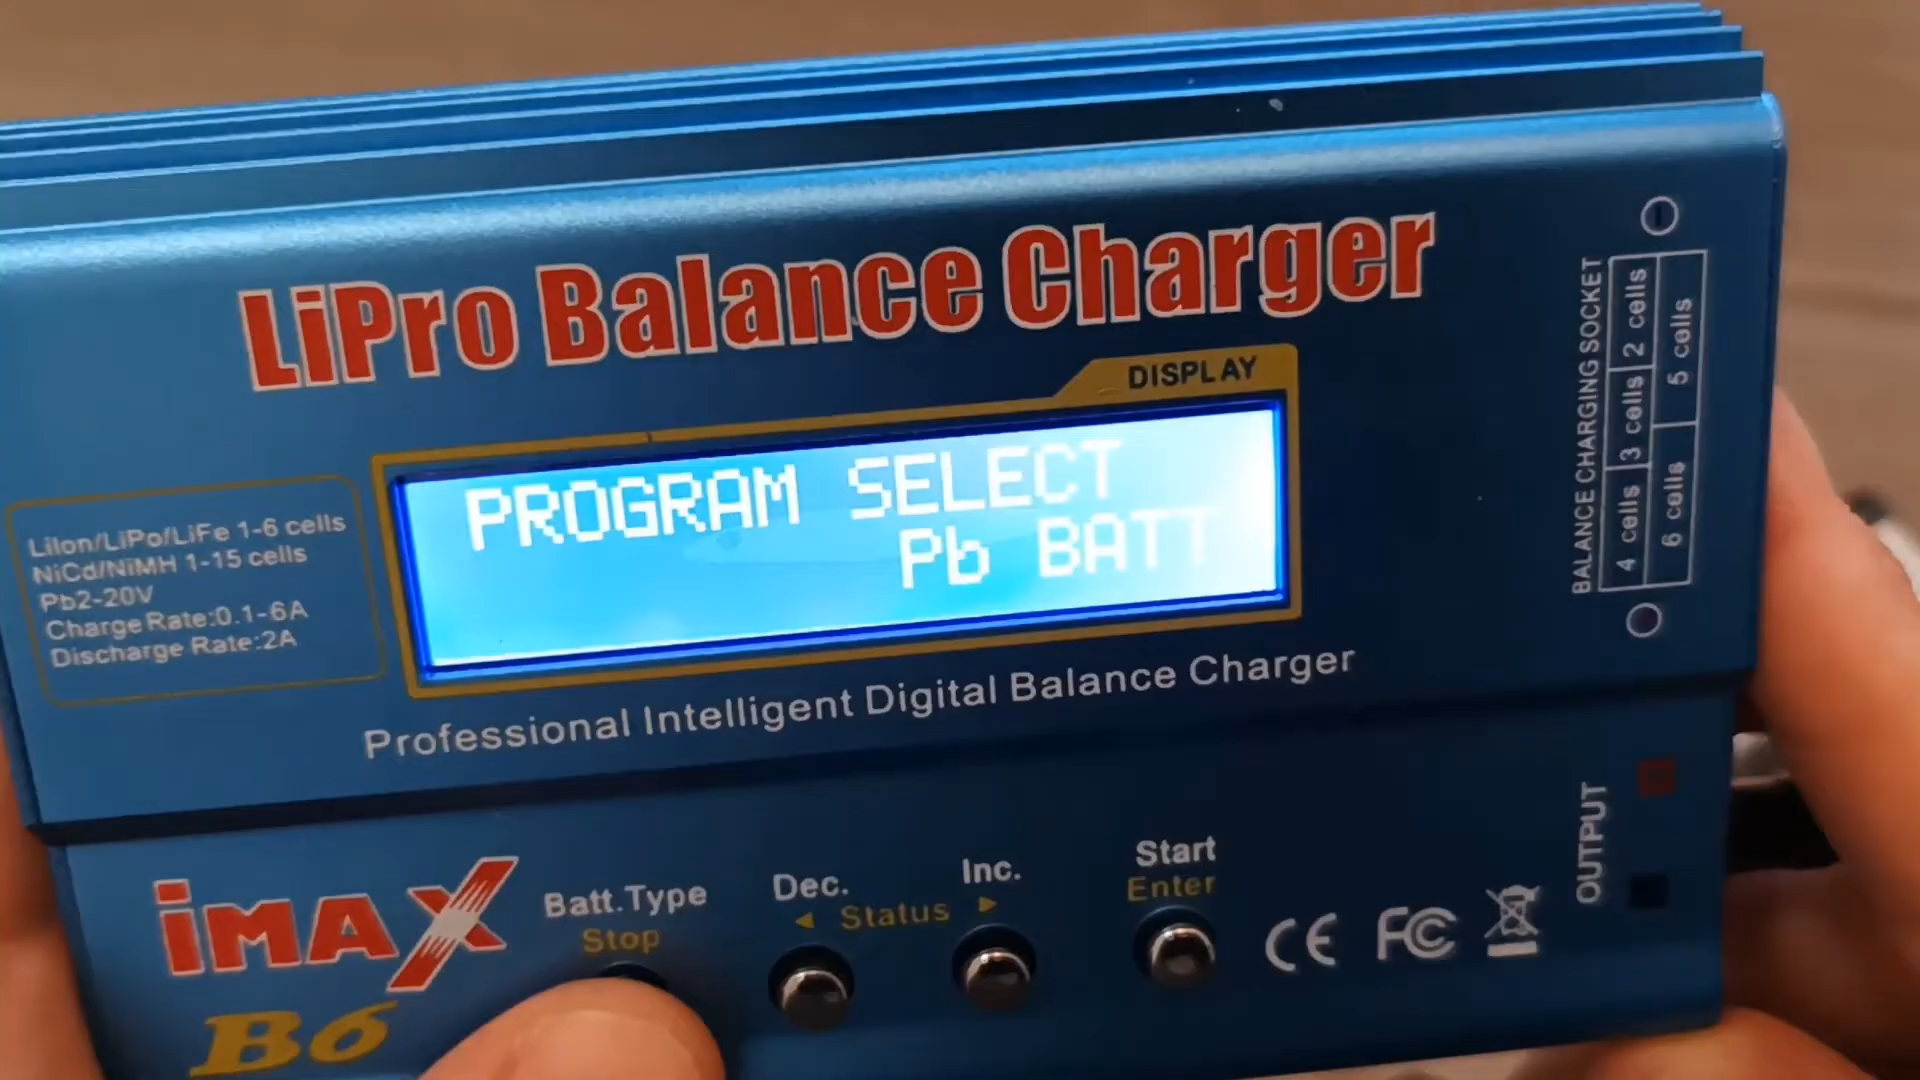 LiPro Balance Charger
DISPLAY
PROGRAM SELECT
Pb BATT
LiIon/LiPo/LiFe 1-6 cells
NiCd/NiMH 1-15 cells
Pb2-20V
Charge Rate:0.1-6A
Discharge Rate:2A
Professional Intelligent Digital Balance Charger
BALANCE CHARGING SOCKET
4 cells 3 cells 2 cells
6 cells 5 cells
iMAX
B6
Batt.Type
Stop
Dec.
Inc.
Status
Start
Enter
CE FC
OUTPUT